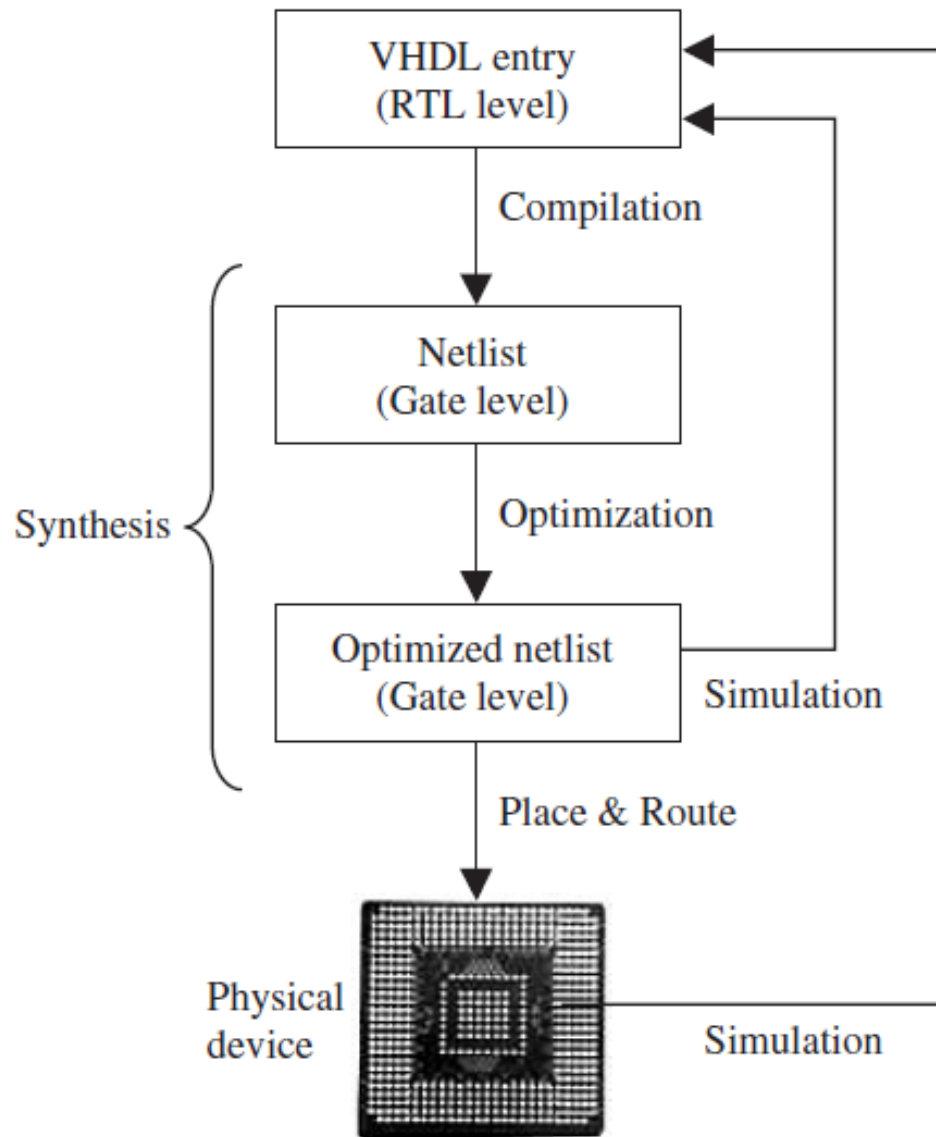 VHDL entry
(RTL level)
Compilation
Netlist
(Gate level)
Synthesis
Optimization
Optimized netlist
(Gate level)
Simulation
Place & Route
Physical
device
Simulation